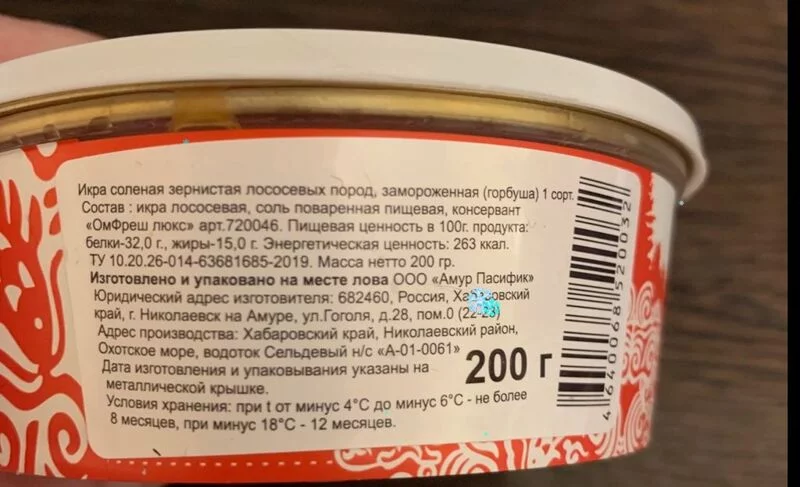 Икра соленая зернистая лососевых пород, замороженная (горбуша) 1 сорт.
Состав : икра лососевая, соль поваренная пищевая, консервант
«ОмФреш люкс» арт.720046. Пищевая ценность в 100г. продукта:
белки-32,0 г., жиры-15,0 г. Энергетическая ценность: 263 ккал.
ТУ 10.20.26-014-63681685-2019. Масса нетто 200 гр.
Изготовлено и упаковано на месте лова ООО «Амур Пасифик»
Юридический адрес изготовителя: 682460, Россия, Хабаровский
край, г. Николаевск на Амуре, ул.Гоголя, д.28, пом.0 (22-23)
Адрес производства: Хабаровский край, Николаевский район,
Охотское море, водоток Сельдевый н/с «А-01-0061»
Дата изготовления и упаковывания указаны на
металлической крышке.
200 г
Условия хранения: при t от минус 4°С до минус 6°С - не более
8 месяцев, при минус 18°С - 12 месяцев.
4640068520032